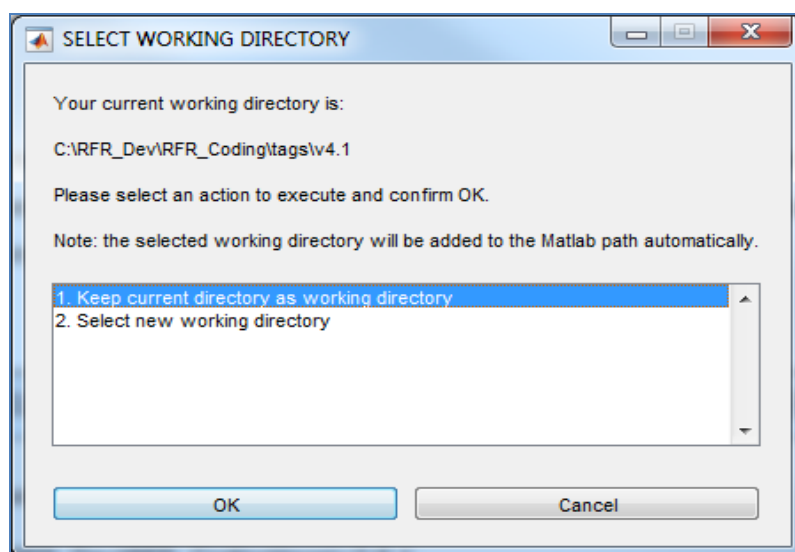 SELECT WORKING DIRECTORY
Your current working directory is:
C:\RFR_Dev\RFR_Coding\tags\v4.1
Please select an action to execute and confirm OK.
Note: the selected working directory will be added to the Matlab path automatically.
1. Keep current directory as working directory
2. Select new working directory
OK Cancel